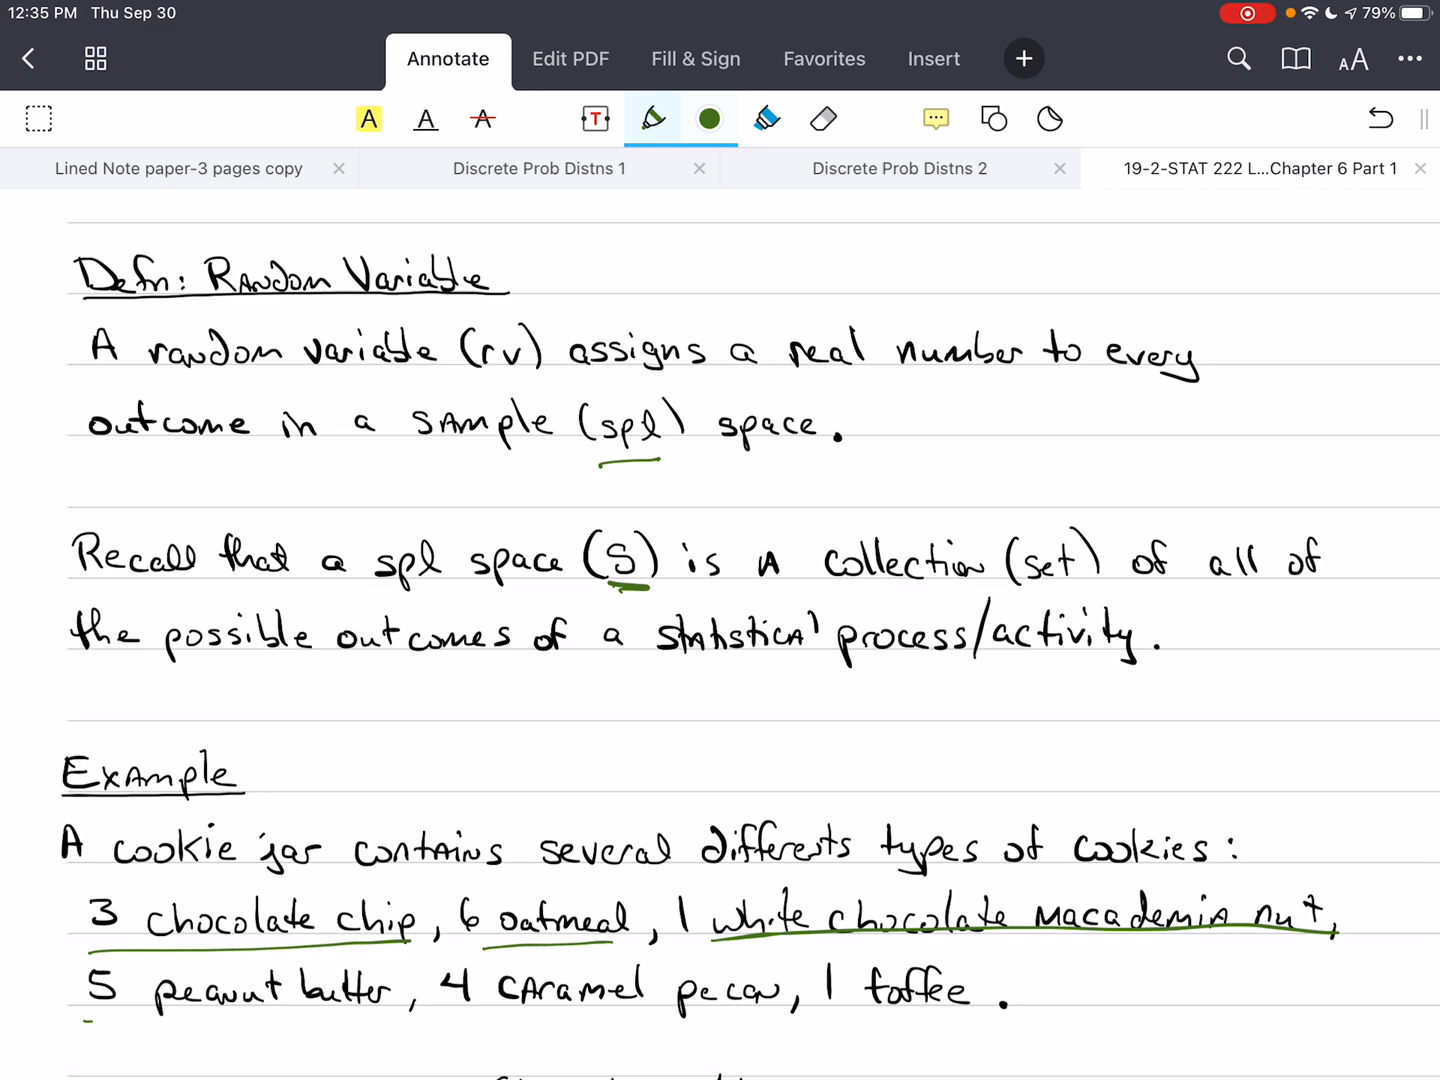 12:35 PM Thu Sep 30 79%
Annotate Edit PDF Fill & Sign Favorites Insert + AA
A A A T
Lined Note paper-3 pages copy × Discrete Prob Distns 1 × Discrete Prob Distns 2 × 19-2-STAT 222 L...Chapter 6 Part 1 ×
Defn: Random Variable
A random variable (rv) assigns a real number to every
outcome in a sample (spl) space.
Recall that a spl space (S) is a collection (set) of all of
the possible outcomes of a statistical process/activity.
Example
A cookie jar contains several differents types of cookies:
3 chocolate chip, 6 oatmeal, 1 white chocolate macademia nut,
5 peanut butter, 4 caramel pecan, 1 toffee.